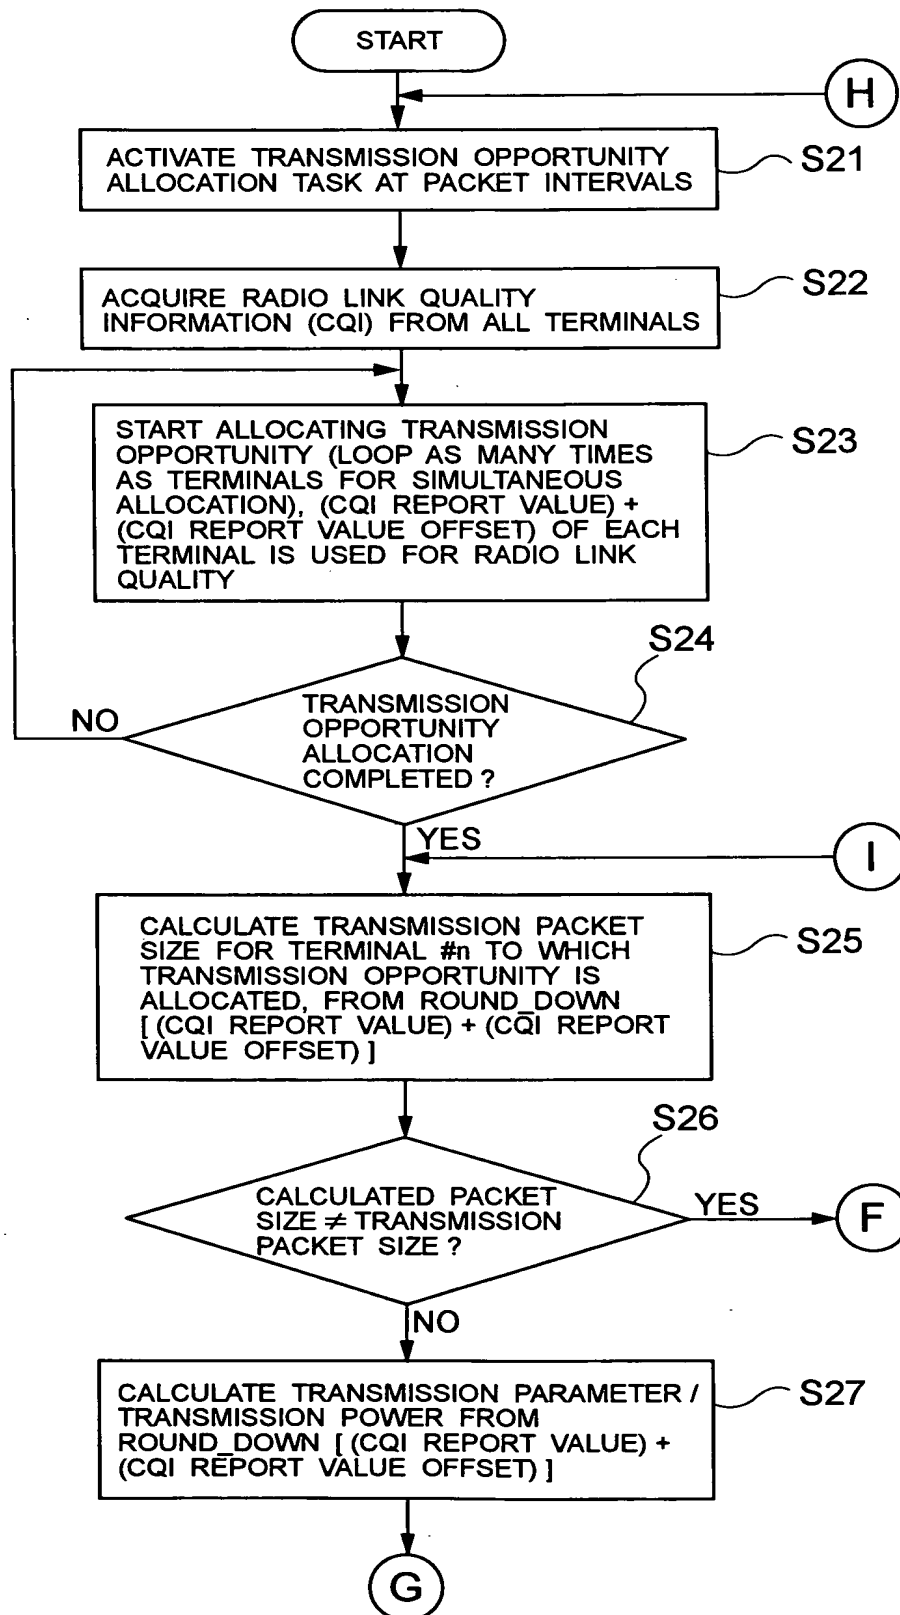 START
H
ACTIVATE TRANSMISSION OPPORTUNITY
ALLOCATION TASK AT PACKET INTERVALS
S21
ACQUIRE RADIO LINK QUALITY
INFORMATION (CQI) FROM ALL TERMINALS
S22
START ALLOCATING TRANSMISSION
OPPORTUNITY (LOOP AS MANY TIMES
AS TERMINALS FOR SIMULTANEOUS
ALLOCATION), (CQI REPORT VALUE) +
(CQI REPORT VALUE OFFSET) OF EACH
TERMINAL IS USED FOR RADIO LINK
QUALITY
S23
S24
TRANSMISSION
OPPORTUNITY
ALLOCATION
COMPLETED ?
NO
YES
I
CALCULATE TRANSMISSION PACKET
SIZE FOR TERMINAL #n TO WHICH
TRANSMISSION OPPORTUNITY IS
ALLOCATED, FROM ROUND_DOWN
[ (CQI REPORT VALUE) + (CQI REPORT
VALUE OFFSET) ]
S25
S26
CALCULATED PACKET
SIZE ≠ TRANSMISSION
PACKET SIZE ?
YES
F
NO
CALCULATE TRANSMISSION PARAMETER /
TRANSMISSION POWER FROM
ROUND_DOWN [ (CQI REPORT VALUE) +
(CQI REPORT VALUE OFFSET) ]
S27
G